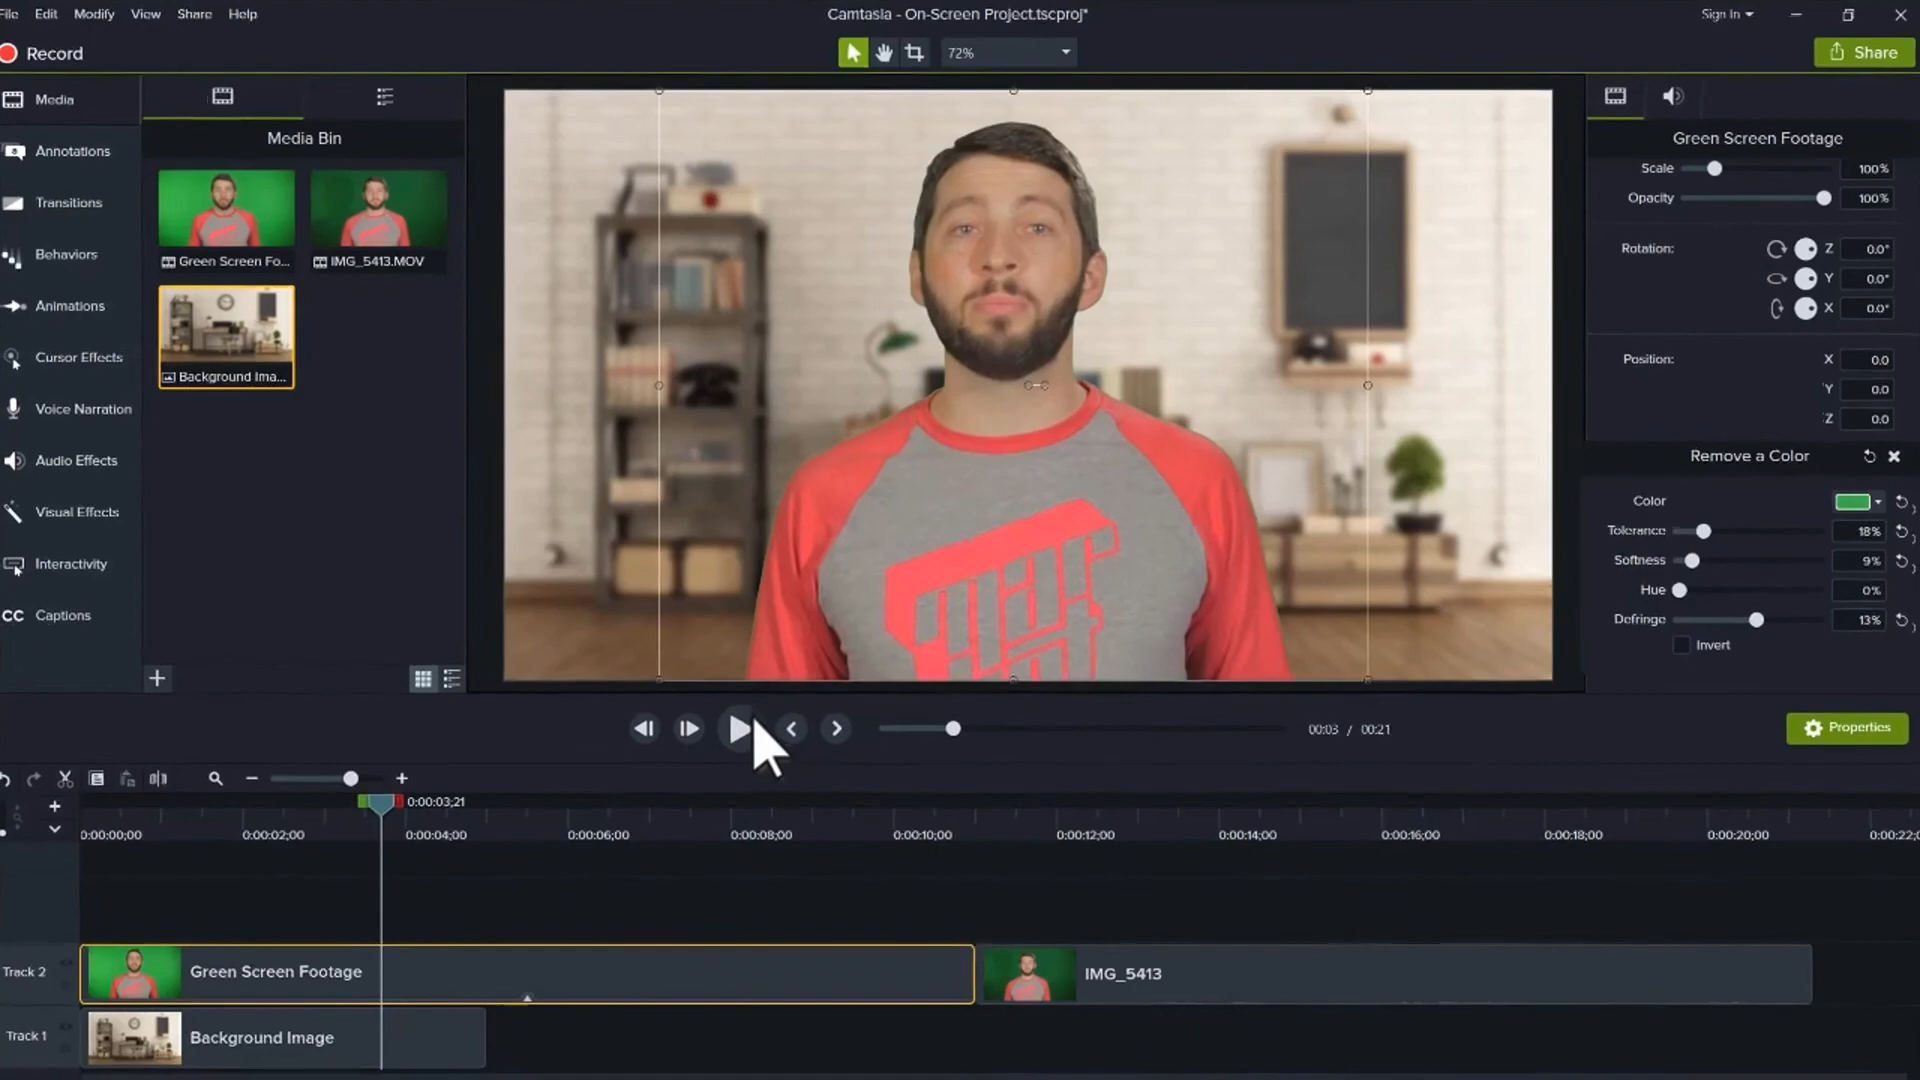 File Edit Modify View Share Help
Camtasia - On-Screen Project.tscproj*
Sign In
Record
72%
Share
Media
Annotations
Transitions
Behaviors
Animations
Cursor Effects
Voice Narration
Audio Effects
Visual Effects
Interactivity
CC Captions
Media Bin
Green Screen Fo...
IMG_5413.MOV
Background Ima...
Green Screen Footage
Scale 100%
Opacity 100%
Rotation: Z 0.0°
Y 0.0°
X 0.0°
Position: X 0.0
Y 0.0
Z 0.0
Remove a Color
Color
Tolerance 18%
Softness 9%
Hue 0%
Defringe 13%
Invert
00:03 / 00:21
Properties
0:00:03;21
0:00:00;00 0:00:02;00 0:00:04;00 0:00:06;00 0:00:08;00 0:00:10;00 0:00:12;00 0:00:14;00 0:00:16;00 0:00:18;00 0:00:20;00 0:00:22;0
Track 2
Green Screen Footage
IMG_5413
Track 1
Background Image